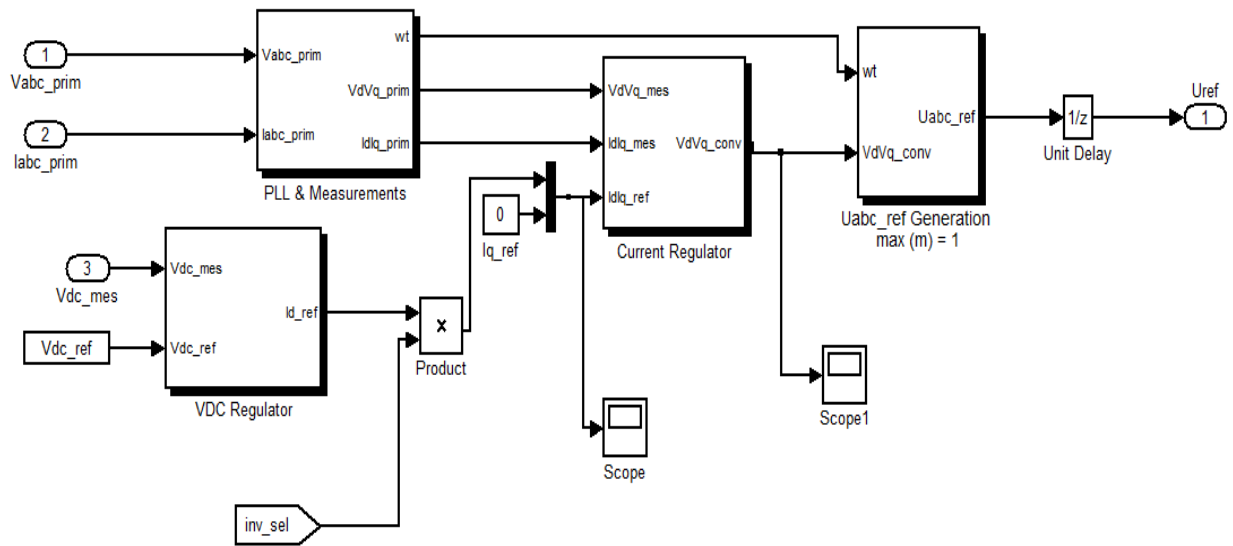 1
Vabc_prim
2
Iabc_prim
Vabc_prim
Iabc_prim
wt
VdVq_prim
IdIq_prim
PLL & Measurements
VdVq_mes
IdIq_mes
IdIq_ref
VdVq_conv
Current Regulator
wt
VdVq_conv
Uabc_ref
Uabc_ref Generation
max (m) = 1
1/z
Unit Delay
Uref
1
0
Iq_ref
3
Vdc_mes
Vdc_ref
Vdc_mes
Vdc_ref
Id_ref
VDC Regulator
x
Product
Scope
Scope1
inv_sel